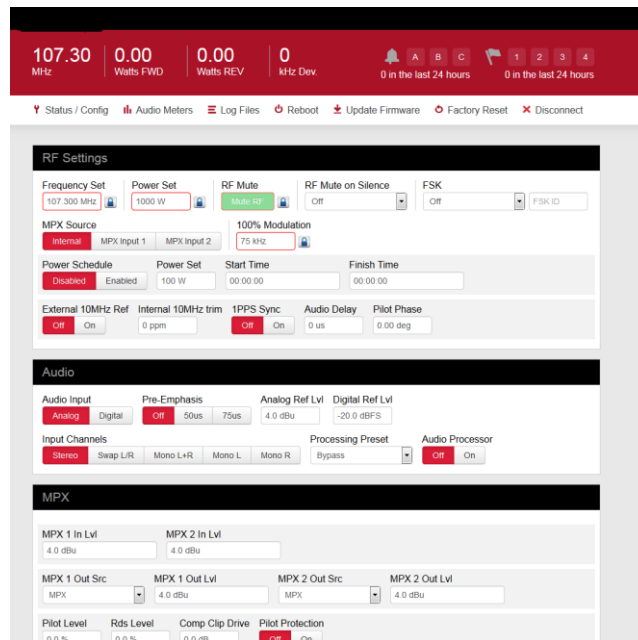 107.30 0.00 0.00 0 A B C 1 2 3 4
MHz Watts FWD Watts REV kHz Dev. 0 in the last 24 hours 0 in the last 24 hours
Status / Config Audio Meters Log Files Reboot Update Firmware Factory Reset Disconnect
RF Settings
Frequency Set Power Set RF Mute RF Mute on Silence FSK
107.300 MHz 1000 W Mute RF Off Off FSK ID
MPX Source 100% Modulation
Internal MPX Input 1 MPX Input 2 75 kHz
Power Schedule Power Set Start Time Finish Time
Disabled Enabled 100 W 00:00:00 00:00:00
External 10MHz Ref Internal 10MHz trim 1PPS Sync Audio Delay Pilot Phase
Off On 0 ppm Off On 0 us 0.00 deg
Audio
Audio Input Pre-Emphasis Analog Ref Lvl Digital Ref Lvl
Analog Digital Off 50us 75us 4.0 dBu -20.0 dBFS
Input Channels Processing Preset Audio Processor
Stereo Swap L/R Mono L+R Mono L Mono R Bypass Off On
MPX
MPX 1 In Lvl MPX 2 In Lvl
4.0 dBu 4.0 dBu
MPX 1 Out Src MPX 1 Out Lvl MPX 2 Out Src MPX 2 Out Lvl
MPX 4.0 dBu MPX 4.0 dBu
Pilot Level Rds Level Comp Clip Drive Pilot Protection
0.0 % 0.0 % 0.0 dB Off On